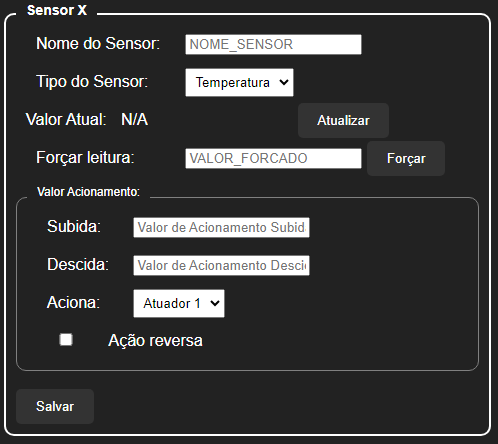 Sensor X
Nome do Sensor: NOME_SENSOR
Tipo do Sensor: Temperatura
Valor Atual: N/A Atualizar
Forçar leitura: VALOR_FORCADO Forçar
Valor Acionamento:
Subida: Valor de Acionamento Subid
Descida: Valor de Acionamento Descid
Aciona: Atuador 1
Ação reversa
Salvar